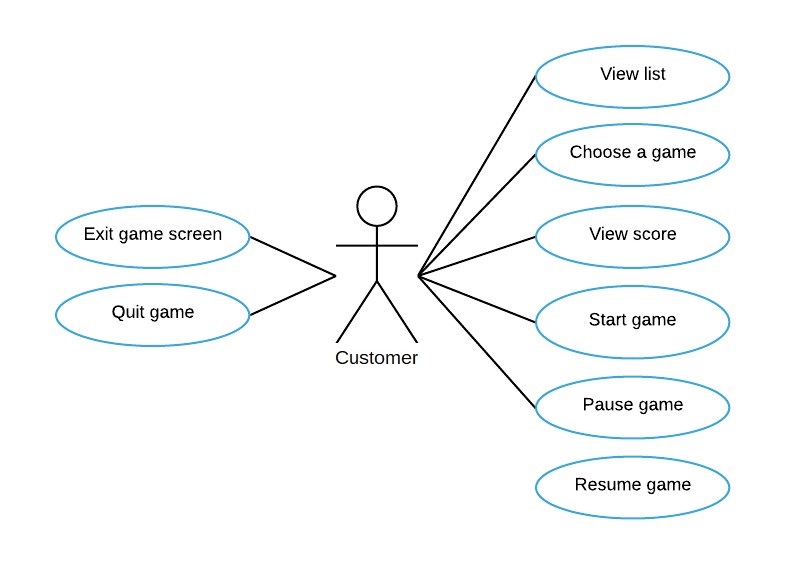 View list
Choose a game
Exit game screen
View score
Quit game
Start game
Customer
Pause game
Resume game